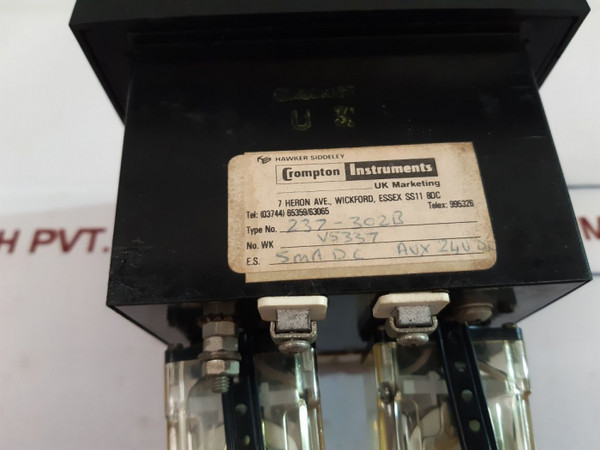 HAWKER SIDDELEY
Crompton Instruments
UK Marketing
7 HERON AVE., WICKFORD, ESSEX SS11 8DC
Tel: (03744) 65359/63065 Telex: 995326
Type No. 237-302B
No. WK V5337
E.S. 5mA DC AUX 24V DC
H PVT.